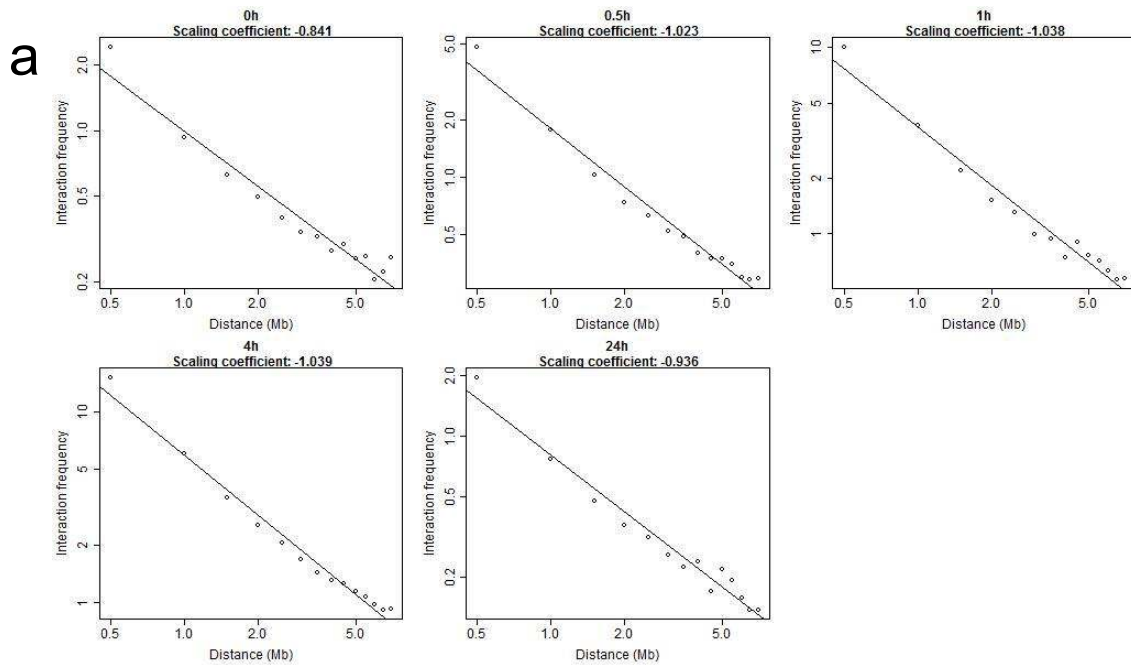 a
0h
Scaling coefficient: -0.841
Interaction frequency
2.0
1.0
0.5
0.2
0.5
1.0
2.0
5.0
Distance (Mb)
0.5h
Scaling coefficient: -1.023
Interaction frequency
5.0
2.0
1.0
0.5
0.5
1.0
2.0
5.0
Distance (Mb)
1h
Scaling coefficient: -1.038
Interaction frequency
10
5
2
1
0.5
1.0
2.0
5.0
Distance (Mb)
4h
Scaling coefficient: -1.039
Interaction frequency
10
5
2
1
0.5
1.0
2.0
5.0
Distance (Mb)
24h
Scaling coefficient: -0.936
Interaction frequency
2.0
1.0
0.5
0.2
0.5
1.0
2.0
5.0
Distance (Mb)